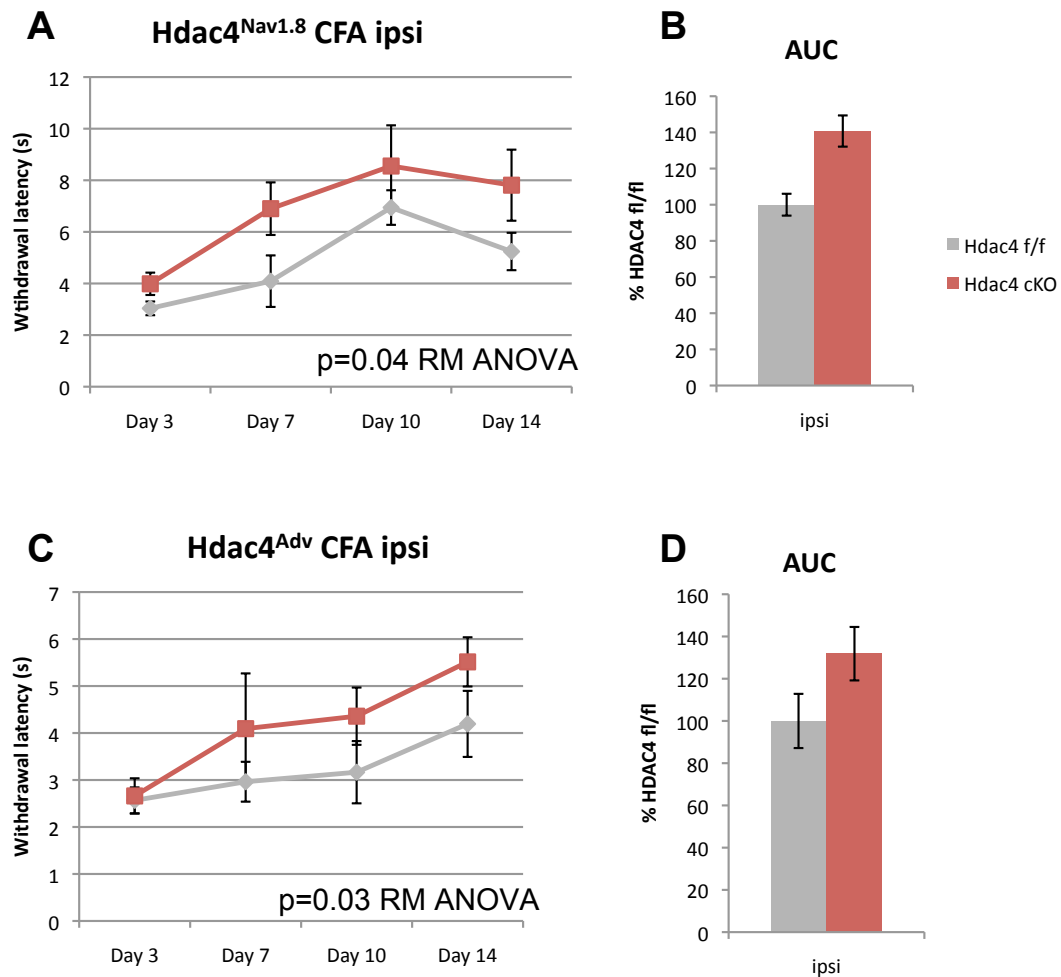 A
Hdac4Nav1.8 CFA ipsi
Wtihdrawal latency (s)
12
10
8
6
4
2
0
p=0.04 RM ANOVA
Day 3 Day 7 Day 10 Day 14
B
AUC
% HDAC4 fl/fl
160
140
120
100
80
60
40
20
0
ipsi
Hdac4 f/f
Hdac4 cKO
C
Hdac4Adv CFA ipsi
Withdrawal latency (s)
7
6
5
4
3
2
1
0
p=0.03 RM ANOVA
Day 3 Day 7 Day 10 Day 14
D
AUC
% HDAC4 fl/fl
160
140
120
100
80
60
40
20
0
ipsi